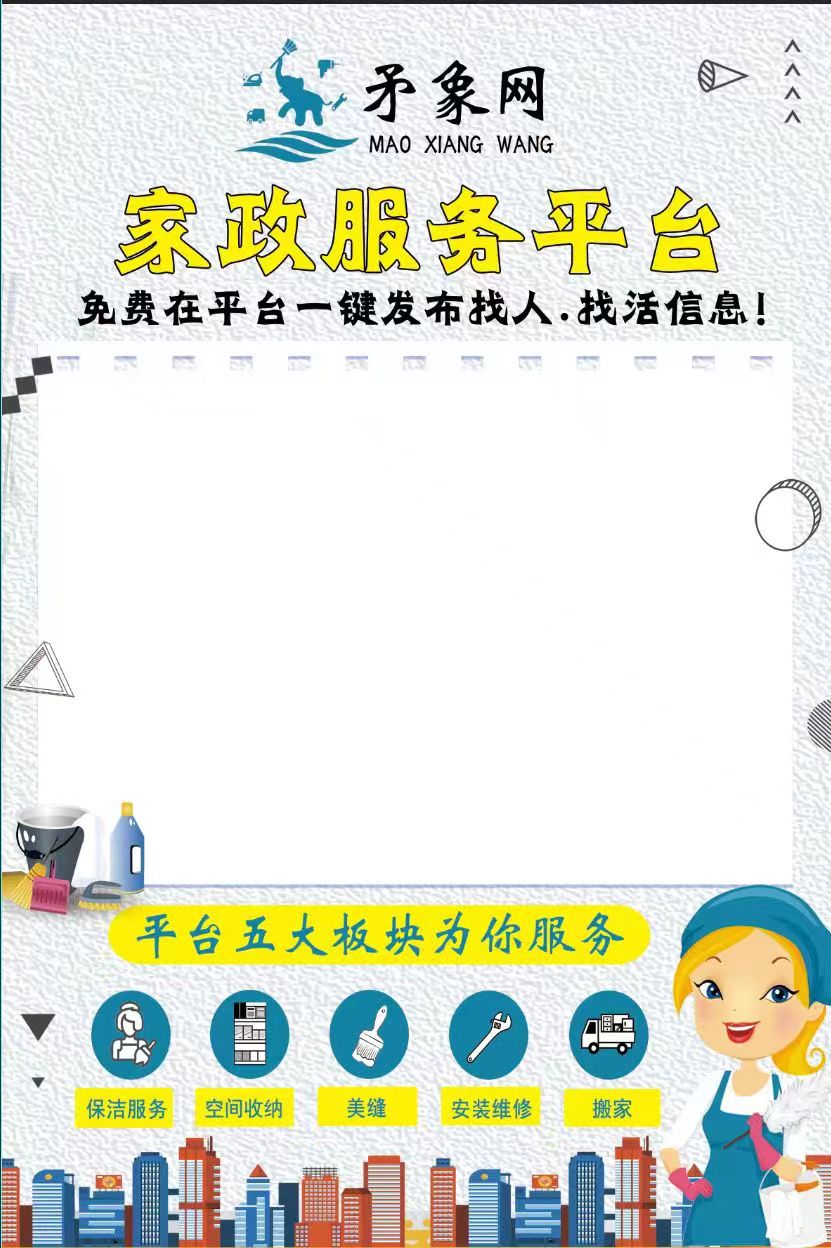 矛象网
MAO XIANG WANG
家政服务平台
免费在平台一键发布找人.找活信息!
平台五大板块为你服务
保洁服务
空间收纳
美缝
安装维修
搬家